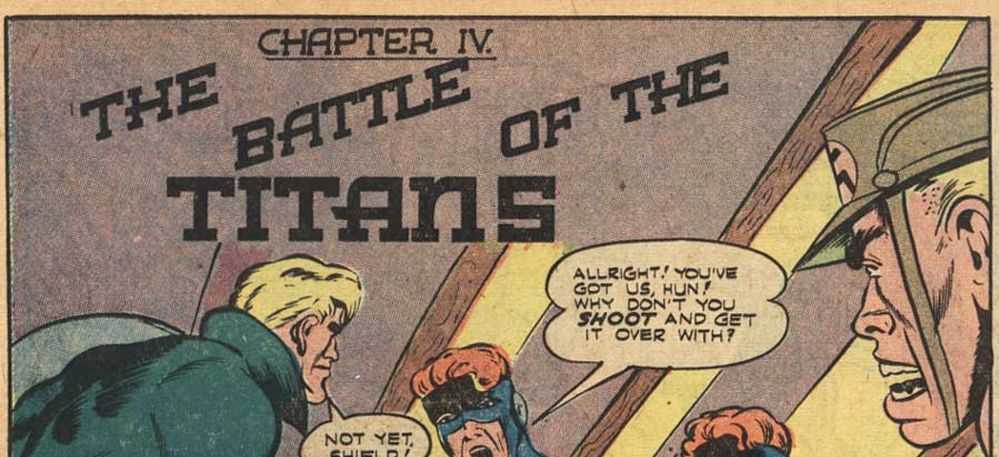 CHAPTER IV.
THE BATTLE OF THE
TITANS
ALLRIGHT! YOU'VE
GOT US, HUN!
WHY DON'T YOU
SHOOT AND GET
IT OVER WITH?
NOT YET,
SHIELD!